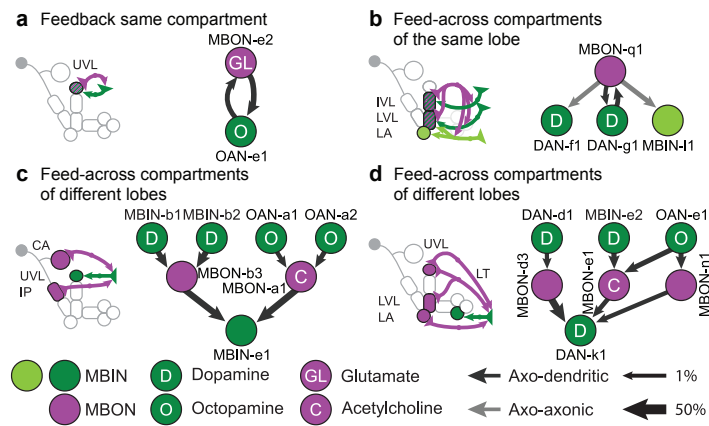 a Feedback same compartment
MBON-e2
UVL
GL
O
OAN-e1
b Feed-across compartments
of the same lobe
MBON-q1
IVL
LVL
LA
D
D
DAN-f1
DAN-g1
MBIN-l1
c Feed-across compartments
of different lobes
MBIN-b1 MBIN-b2 OAN-a1 OAN-a2
CA
D D O O
UVL
IP
MBON-b3
MBON-a1
C
MBIN-e1
d Feed-across compartments
of different lobes
DAN-d1 MBIN-e2 OAN-e1
UVL
LT
D D O
MBON-d3
MBON-e1
MBON-n1
C
LVL
LA
D
DAN-k1
MBIN D Dopamine GL Glutamate Axo-dendritic 1%
MBON O Octopamine C Acetylcholine Axo-axonic 50%